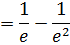 = 1/e - 1/e²